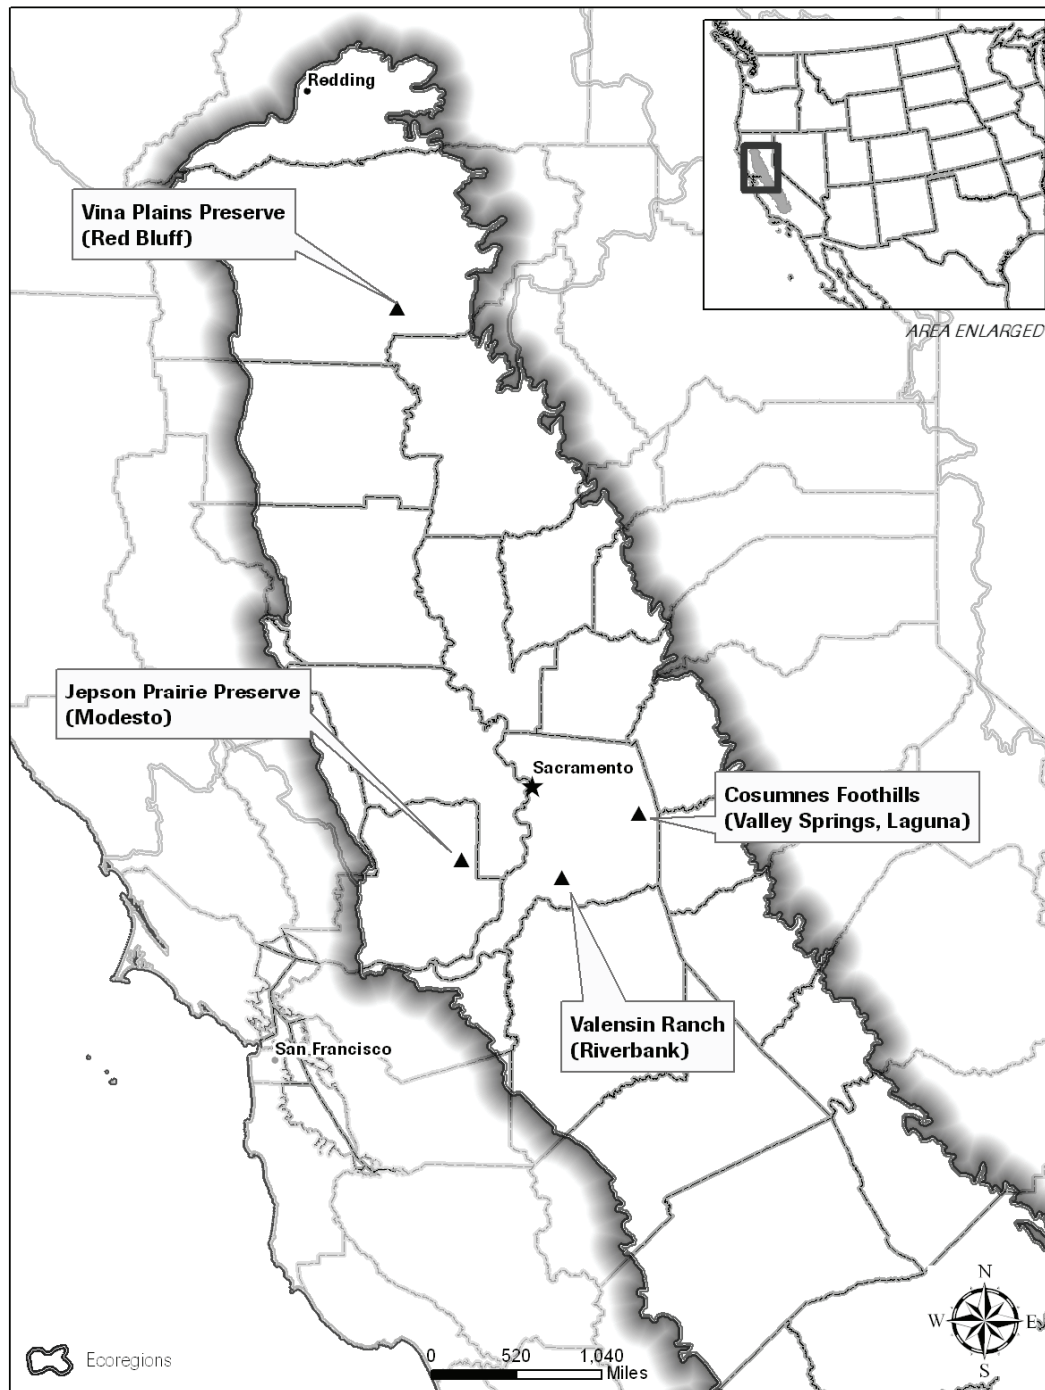 Redding
Vina Plains Preserve
(Red Bluff)
AREA ENLARGED
Jepson Prairie Preserve
(Modesto)
Sacramento
Cosumnes Foothills
(Valley Springs, Laguna)
Valensin Ranch
(Riverbank)
San Francisco
N
W
E
S
Ecoregions
0 520 1,040
Miles